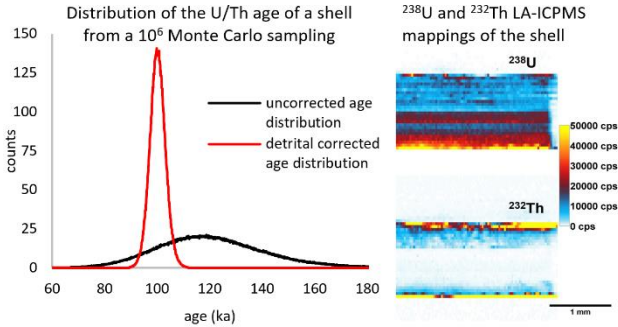 Distribution of the U/Th age of a shell
from a 10⁶ Monte Carlo sampling
150
125
100
75
50
25
0
counts
60
80
100
120
140
160
180
age (ka)
uncorrected age
distribution
detrital corrected
age distribution
²³⁸U and ²³²Th LA-ICPMS
mappings of the shell
²³⁸U
50000 cps
40000 cps
30000 cps
20000 cps
10000 cps
0 cps
²³²Th
1 mm